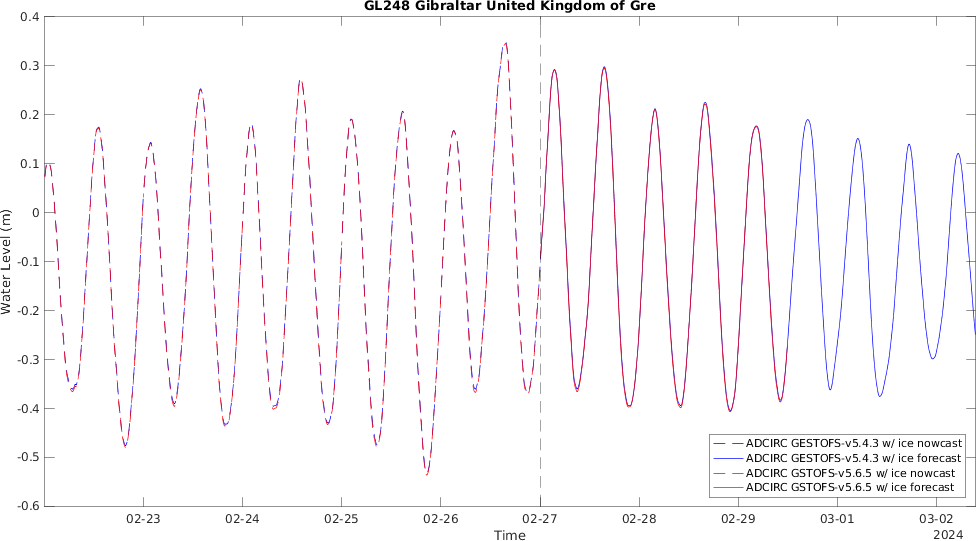 GL248 Gibraltar United Kingdom of Gre
0.4
0.3
0.2
0.1
0
-0.1
-0.2
-0.3
-0.4
-0.5
-0.6
Water Level (m)
ADCIRC GESTOFS-v5.4.3 w/ ice nowcast
ADCIRC GESTOFS-v5.4.3 w/ ice forecast
ADCIRC GSTOFS-v5.6.5 w/ ice nowcast
ADCIRC GSTOFS-v5.6.5 w/ ice forecast
02-23 02-24 02-25 02-26 02-27 02-28 02-29 03-01 03-02
Time 2024